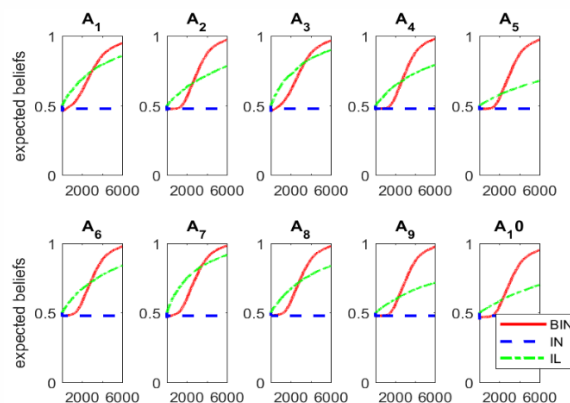 A₁ A₂ A₃ A₄ A₅
expected beliefs
1 1 1 1 1
0.5 0.5 0.5 0.5 0.5
0 0 0 0 0
2000 6000 2000 6000 2000 6000 2000 6000 2000 6000
A₆ A₇ A₈ A₉ A₁0
expected beliefs
1 1 1 1 1
0.5 0.5 0.5 0.5 0.5
BIN
IN
IL
0 0 0 0 0
2000 6000 2000 6000 2000 6000 2000 6000 2000 6000